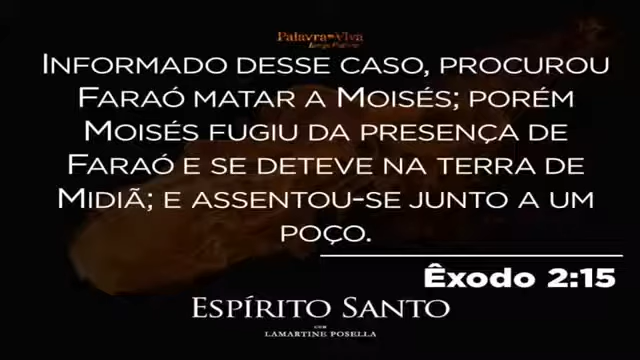 Palavra Viva
INFORMADO DESSE CASO, PROCUROU
FARAÓ MATAR A MOISÉS; PORÉM
MOISÉS FUGIU DA PRESENÇA DE
FARAÓ E SE DETEVE NA TERRA DE
MIDIÃ; E ASSENTOU-SE JUNTO A UM
POÇO.
Êxodo 2:15
ESPÍRITO SANTO
COM
LAMARTINE POSELLA